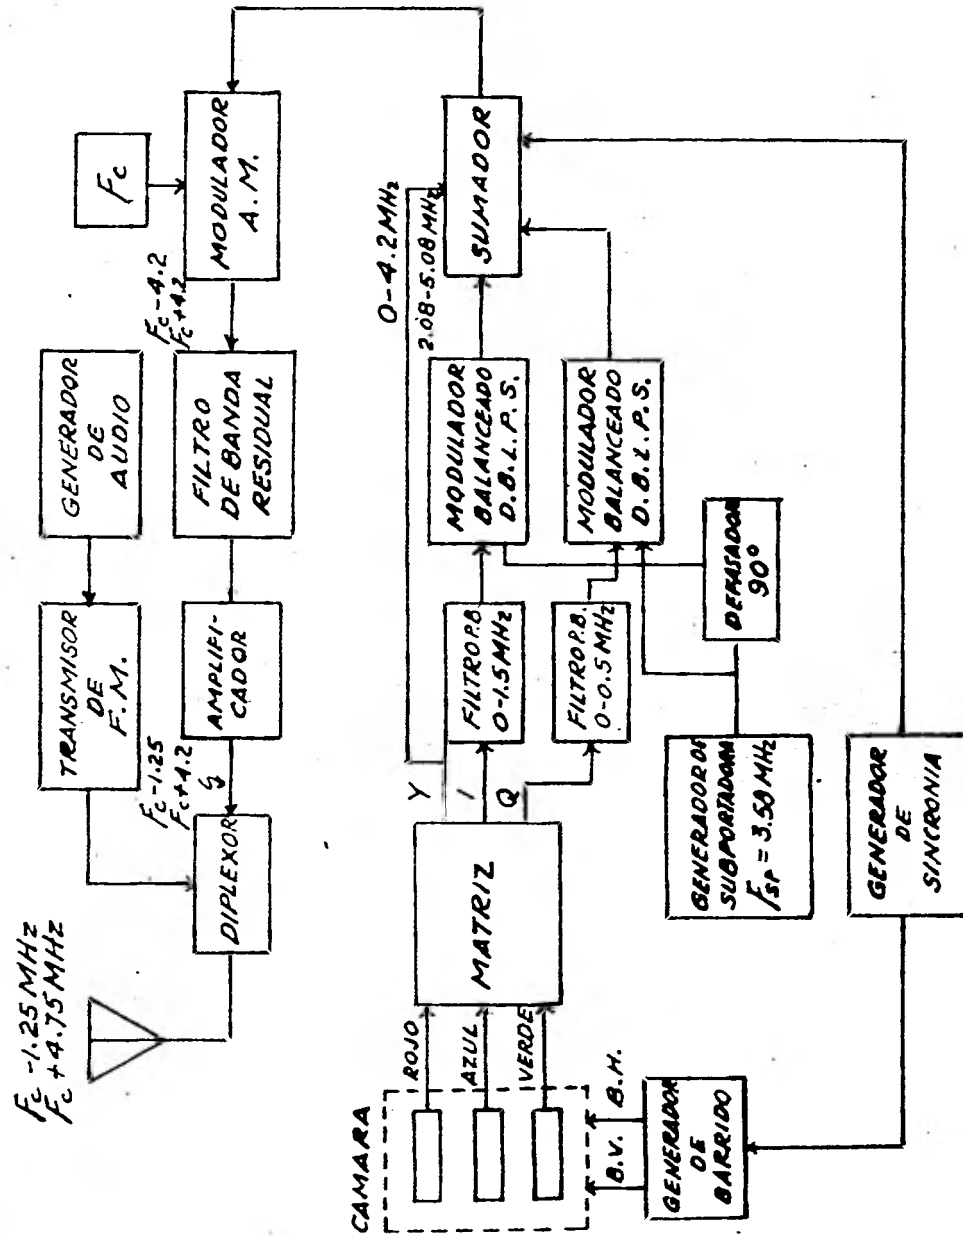 Fc -1.25 MHz
Fc +4.75 MHz
TRANSMISOR
DE
F.M.
GENERADOR
DE
AUDIO
Fc
DIPLEXOR
Fc-1.25
Fc+4.2
AMPLIFI-
CADOR
FILTRO
DE BANDA
RESIDUAL
Fc-4.2
Fc+4.2
MODULADOR
A.M.
CAMARA
ROJO
AZUL
VERDE
MATRIZ
Y
I
Q
FILTRO P.B.
0-1.5 MHz
FILTRO P.B.
0-0.5 MHz
MODULADOR
BALANCEADO
D.B.L.P.S.
MODULADOR
BALANCEADO
D.B.L.P.S.
0-4.2 MHz
2.08-5.08 MHz
SUMADOR
B.V.
B.H.
GENERADOR
DE
BARRIDO
GENERADOR DE
SUBPORTADORA
Fsp = 3.58 MHz
DEFASADOR
90°
GENERADOR
DE
SINCRONIA